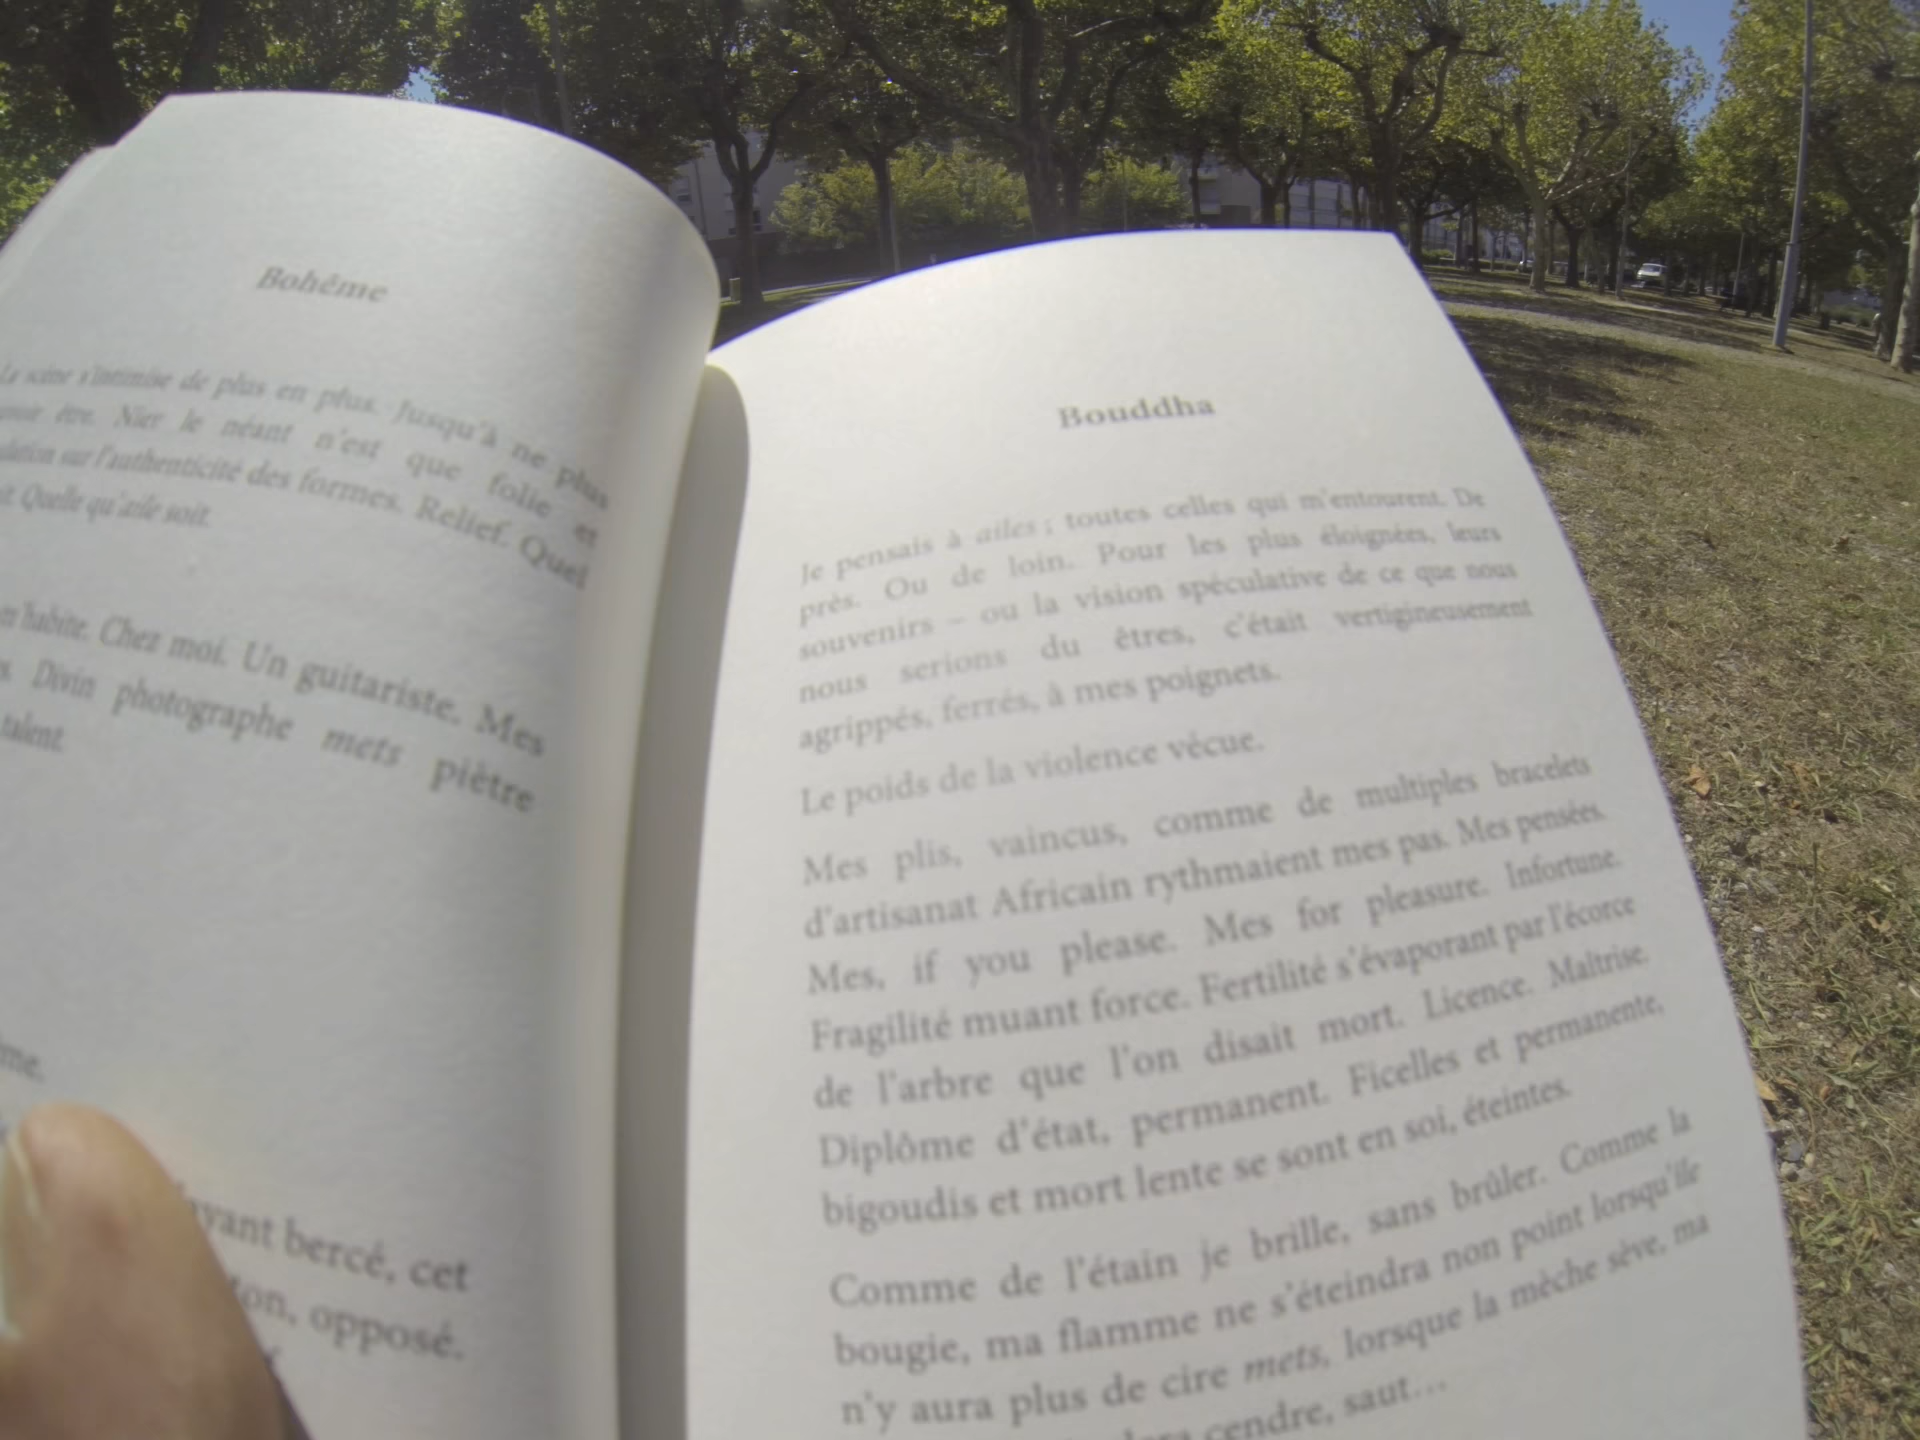 Bohême
La scène s'intimise de plus en plus. Jusqu'à ne plus
être. Nier le néant n'est que folie et
sur l'authenticité des formes. Relief. Quel
Quelle qu'aile soit.
m'habite. Chez moi. Un guitariste. Mes
Divin photographe mets piètre
talent.
ayant bercé, cet
opposé.
Bouddha
Je pensais à ailes ; toutes celles qui m'entourent. De
près. Ou de loin. Pour les plus éloignées, leurs
souvenirs – ou la vision spéculative de ce que nous
nous serions du êtres, c'était vertigineusement
agrippés, ferrés, à mes poignets.
Le poids de la violence vécue.
Mes plis, vaincus, comme de multiples bracelets
d'artisanat Africain rythmaient mes pas. Mes pensées.
Mes, if you please. Mes for pleasure. Infortune.
Fragilité muant force. Fertilité s'évaporant par l'écorce
de l'arbre que l'on disait mort. Licence. Maîtrise.
Diplôme d'état, permanent. Ficelles et permanente,
bigoudis et mort lente se sont en soi, éteintes.
Comme de l'étain je brille, sans brûler. Comme la
bougie, ma flamme ne s'éteindra non point lorsqu'ile
n'y aura plus de cire mets, lorsque la mèche sève, ma
cendre, saut...